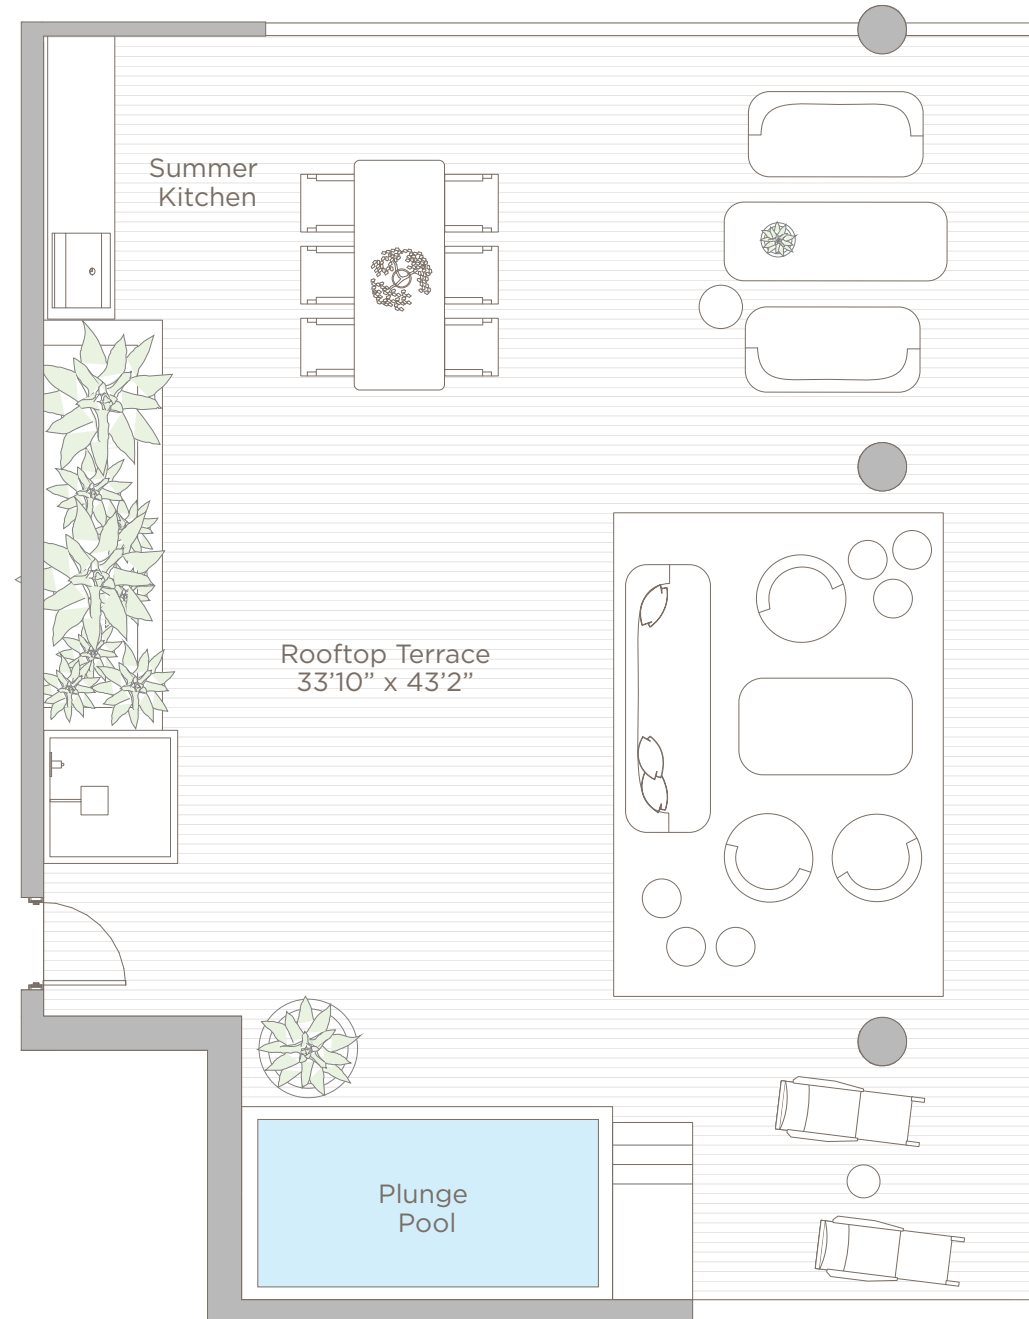 Summer
Kitchen
Rooftop Terrace
33’10” x 43’2”
Plunge
Pool